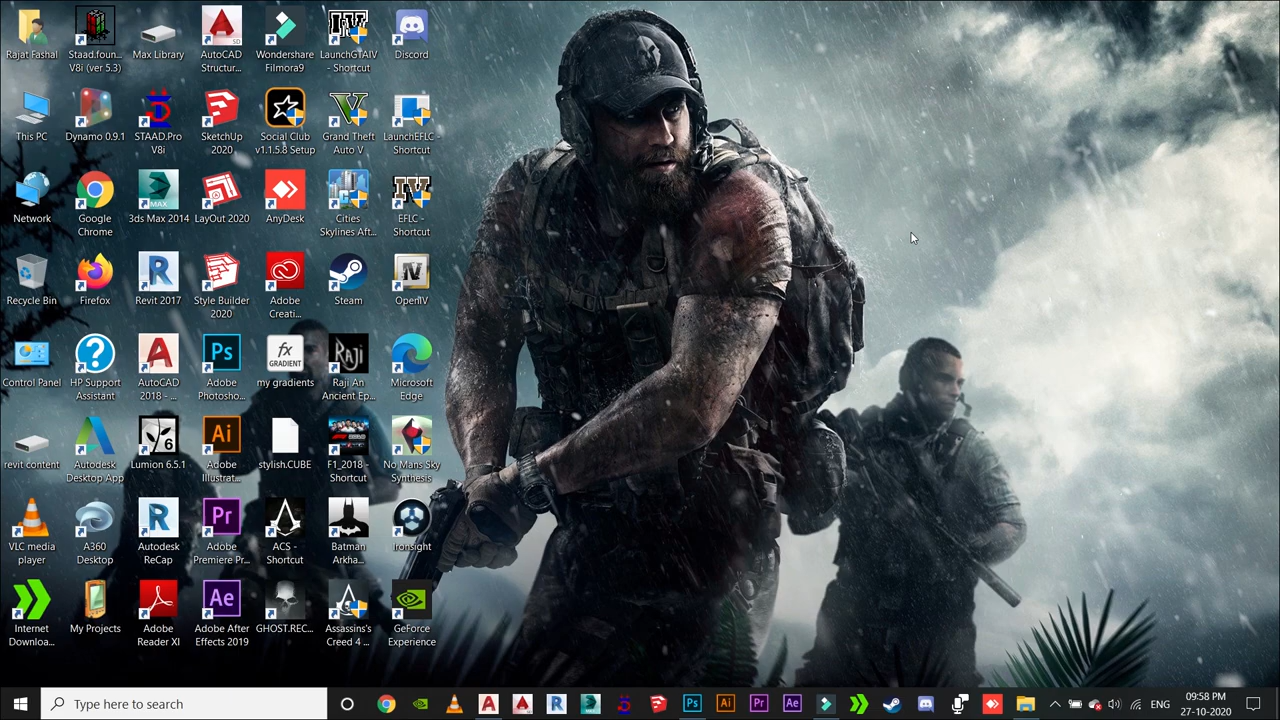 Rajat Fashal
Staad.foun...
V8i (ver 5.3)
Max Library
AutoCAD
Structur...
Wondershare
Filmora9
LaunchGTAIV
- Shortcut
Discord
This PC
Dynamo 0.9.1
STAAD.Pro
V8i
SketchUp
2020
Social Club
v1.1.5.8 Setup
Grand Theft
Auto V
LaunchEFLC -
Shortcut
Network
Google
Chrome
3ds Max 2014
LayOut 2020
AnyDesk
Cities
Skylines Aft...
EFLC -
Shortcut
Recycle Bin
Firefox
Revit 2017
Style Builder
2020
Adobe
Creati...
Steam
OpenIV
Control Panel
HP Support
Assistant
AutoCAD
2018 - ...
Adobe
Photosho...
my gradients
Raji An
Ancient Ep...
Microsoft
Edge
revit content
Autodesk
Desktop App
Lumion 6.5.1
Adobe
Illustrat...
stylish.CUBE
F1_2018 -
Shortcut
No Mans Sky
Synthesis
VLC media
player
A360
Desktop
Autodesk
ReCap
Adobe
Premiere Pr...
ACS -
Shortcut
Batman
Arkha...
Ironsight
Internet
Downloa...
My Projects
Adobe
Reader XI
Adobe After
Effects 2019
GHOST.REC...
Assassin's
Creed 4 ...
GeForce
Experience
Type here to search
ENG
09:58 PM
27-10-2020